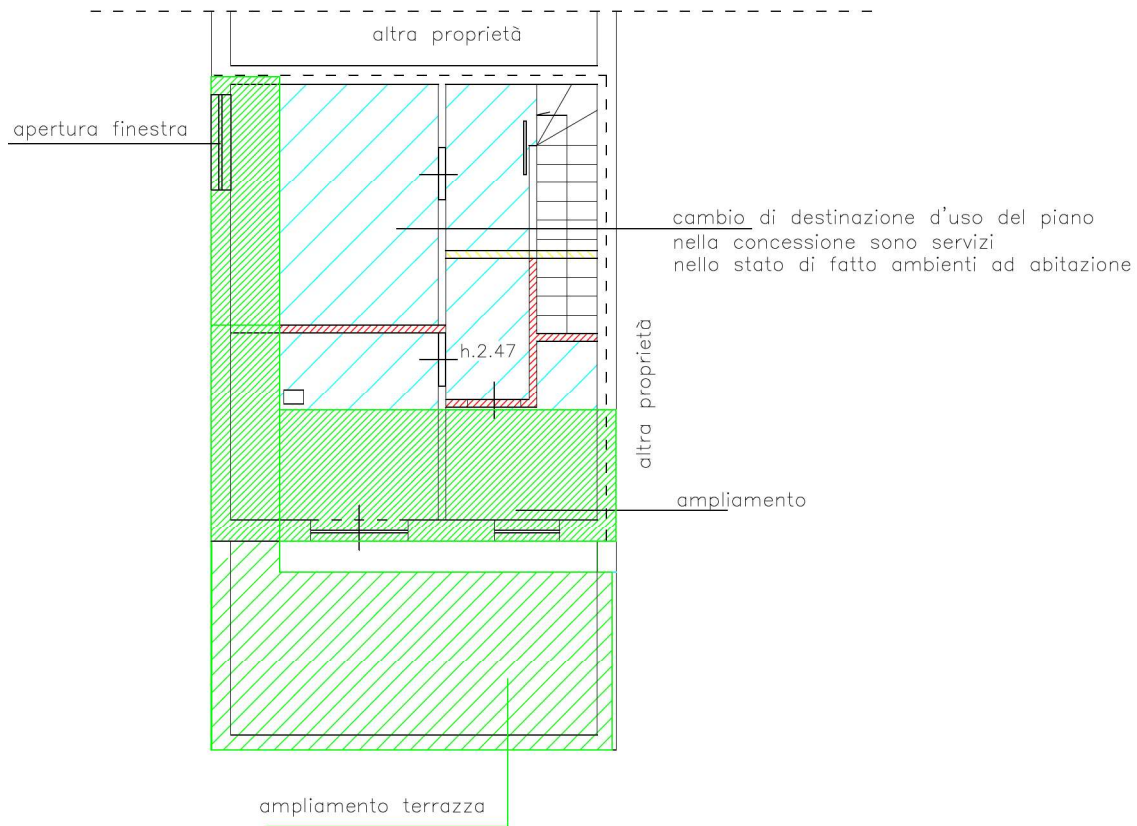 altra proprietà
apertura finestra
cambio di destinazione d'uso del piano
nella concessione sono servizi
nello stato di fatto ambienti ad abitazione
h.2.47
altra proprietà
ampliamento
ampliamento terrazza